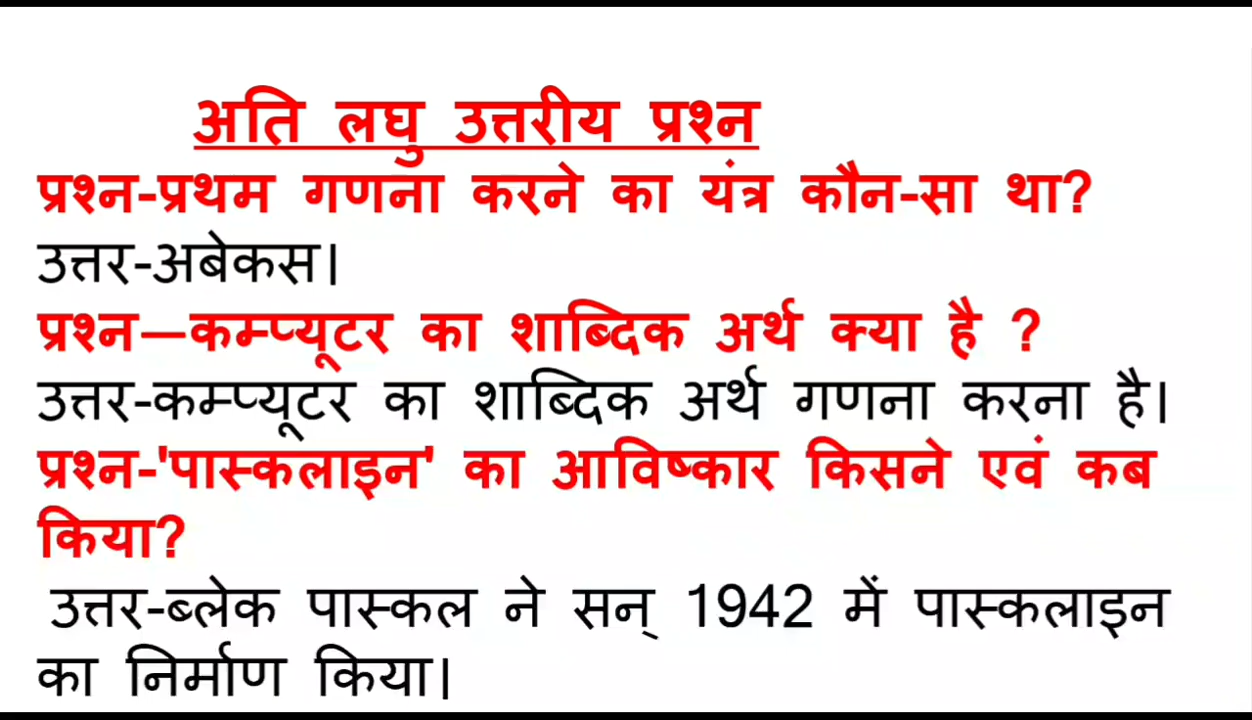 अति लघु उत्तरीय प्रश्न
प्रश्न-प्रथम गणना करने का यंत्र कौन-सा था?
उत्तर-अबेकस।
प्रश्न—कम्प्यूटर का शाब्दिक अर्थ क्या है ?
उत्तर-कम्प्यूटर का शाब्दिक अर्थ गणना करना है।
प्रश्न-'पास्कलाइन' का आविष्कार किसने एवं कब
किया?
उत्तर-ब्लेक पास्कल ने सन् 1942 में पास्कलाइन
का निर्माण किया।